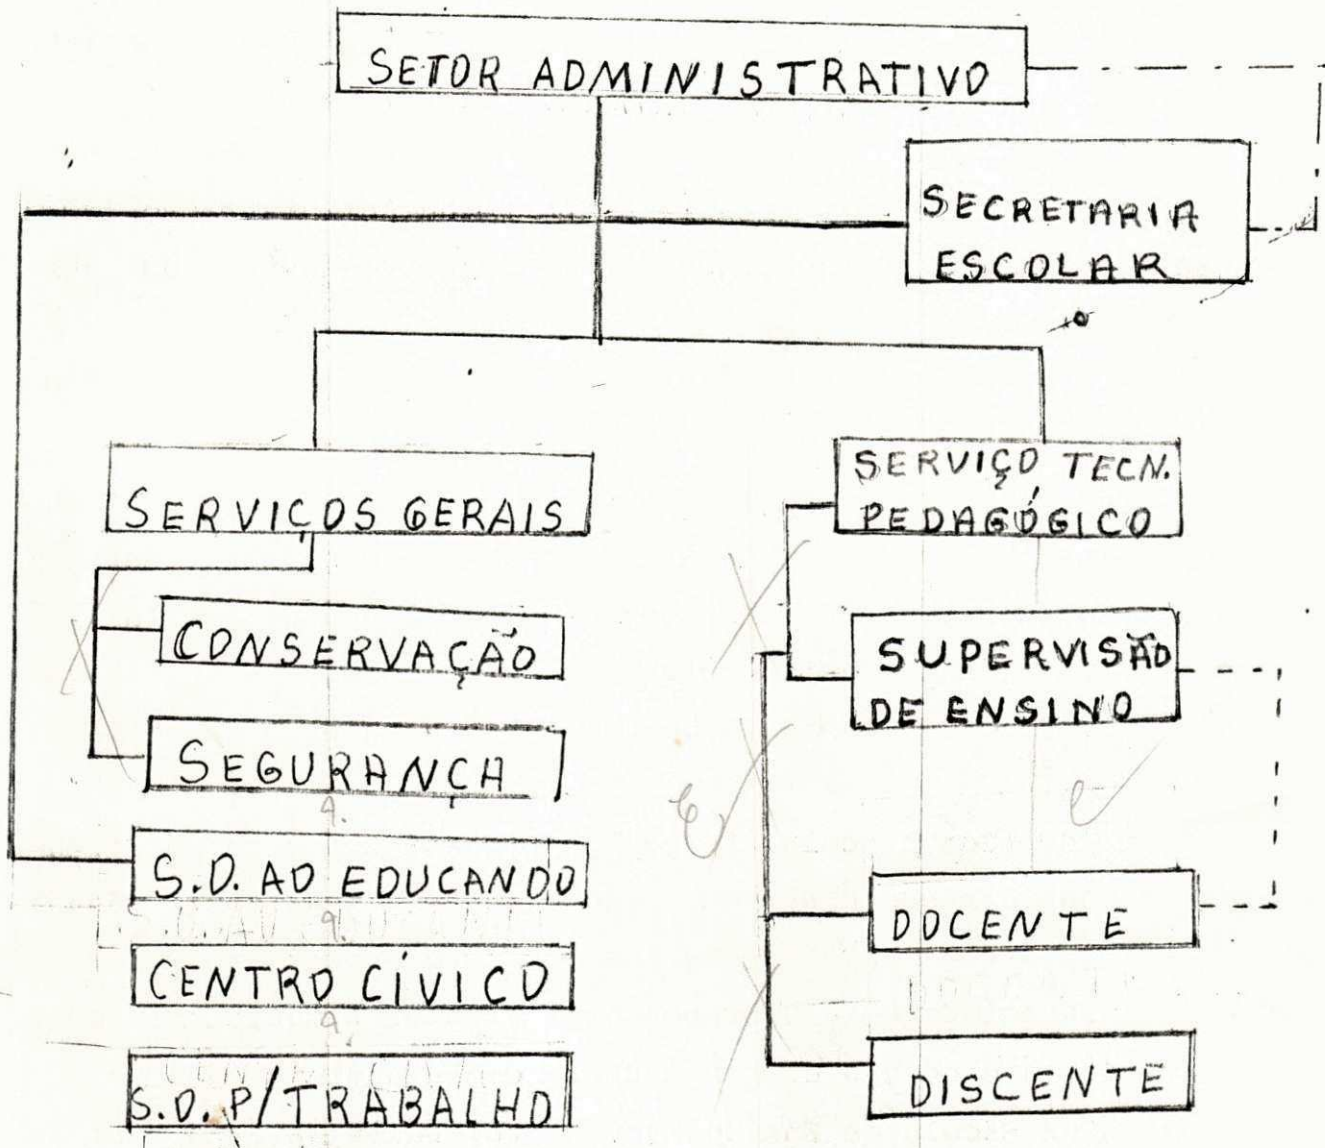 SETOR ADMINISTRATIVO
SECRETARIA
ESCOLAR
SERVIÇOS GERAIS
CONSERVAÇÃO
SEGURANÇA
S.O. AO EDUCANDO
CENTRO CÍVICO
S.O. P/TRABALHO
SERVIÇO TECN.
PEDAGÓGICO
SUPERVISÃO
DE ENSINO
DOCENTE
DISCENTE